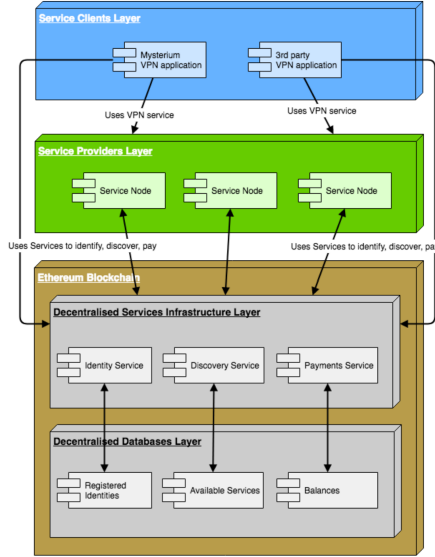 Service Clients Layer
Mysterium
VPN application
3rd party
VPN application
Uses VPN service
Uses VPN service
Service Providers Layer
Service Node
Service Node
Service Node
Uses Services to identify, discover, pay
Uses Services to identify, discover, pa
Ethereum Blockchain
Decentralised Services Infrastructure Layer
Identity Service
Discovery Service
Payments Service
Decentralised Databases Layer
Registered
Identities
Available Services
Balances